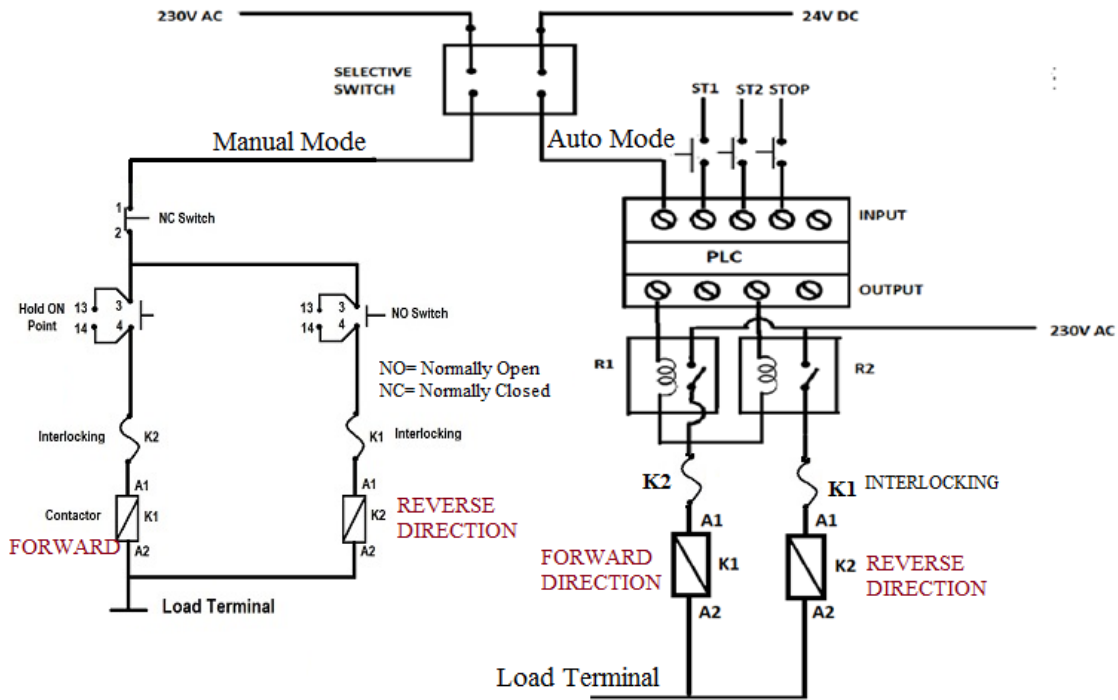 230V AC
24V DC
SELECTIVE
SWITCH
ST1 ST2 STOP
Manual Mode
Auto Mode
1
NC Switch
2
INPUT
PLC
OUTPUT
Hold ON
Point
13 3
14 4
13 3
14 4
NO Switch
230V AC
R1
R2
NO= Normally Open
NC= Normally Closed
Interlocking
K2
K1
Interlocking
K2
K1
INTERLOCKING
A1
Contactor
K1
FORWARD
A2
A1
K2
REVERSE
DIRECTION
A2
Load Terminal
A1
FORWARD
DIRECTION
K1
A2
A1
K2
REVERSE
DIRECTION
A2
Load Terminal